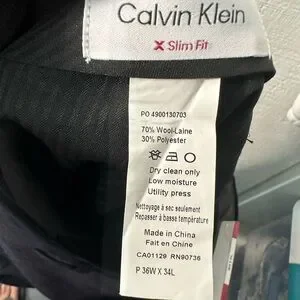 Calvin Klein
X Slim Fit
PO 4900130703
70% Wool-Laine
30% Polyester
Dry clean only
Low moisture
Utility press
Nettoyage à sec seulement
Repasser à basse température
Made in China
Fait en Chine
CA01129 RN90736
P 36W X 34L